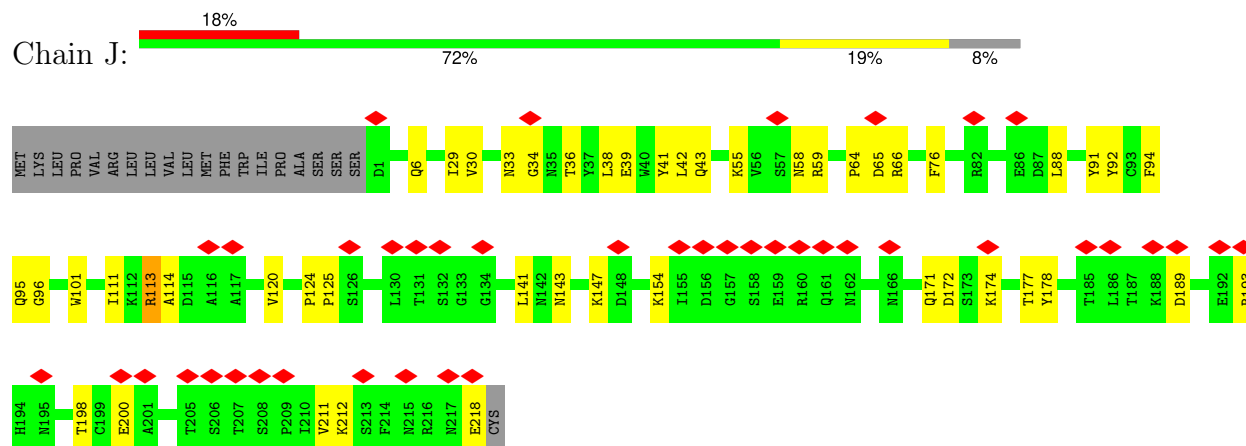 18%
Chain J:
72% 19% 8%
MET LYS LEU PRO VAL ARG LEU LEU VAL LEU MET PHE TRP ILE PRO ALA SER SER SER D1 Q6 I29 V30 N33 G34 N35 T36 Y37 L38 E39 W40 Y41 L42 Q43 K55 V56 S57 N58 R59 P64 D65 R66 F76 R82 E86 D87 L88 Y91 Y92 C93 F94
Q95 G96 W101 I111 K112 R113 A114 D115 A116 A117 V120 P124 P125 S126 L130 T131 S132 G133 G134 L141 N142 N143 K147 D148 K154 I155 D156 G157 S158 E159 R160 Q161 N162 N166 Q171 D172 S173 K174 T177 Y178 T185 L186 T187 K188 D189 E192
H194 N195 T198 C199 E200 A201 T205 S206 T207 S208 P209 I210 V211 K212 S213 F214 N215 R216 N217 E218 CYS